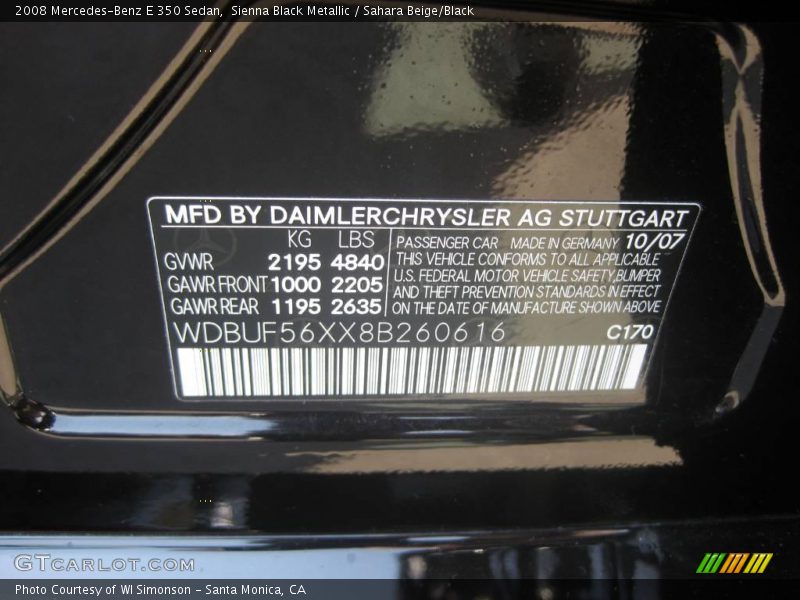 2008 Mercedes-Benz E 350 Sedan,  Sienna Black Metallic / Sahara Beige/Black
MFD BY DAIMLERCHRYSLER AG STUTTGART
KG LBS
GVWR 2195 4840
GAWR FRONT 1000 2205
GAWR REAR 1195 2635
PASSENGER CAR MADE IN GERMANY 10/07
THIS VEHICLE CONFORMS TO ALL APPLICABLE
U.S. FEDERAL MOTOR VEHICLE SAFETY, BUMPER
AND THEFT PREVENTION STANDARDS IN EFFECT
ON THE DATE OF MANUFACTURE SHOWN ABOVE
WDBUF56XX8B260616 C170
GTCARLOT.COM
Photo Courtesy of WI Simonson - Santa Monica, CA